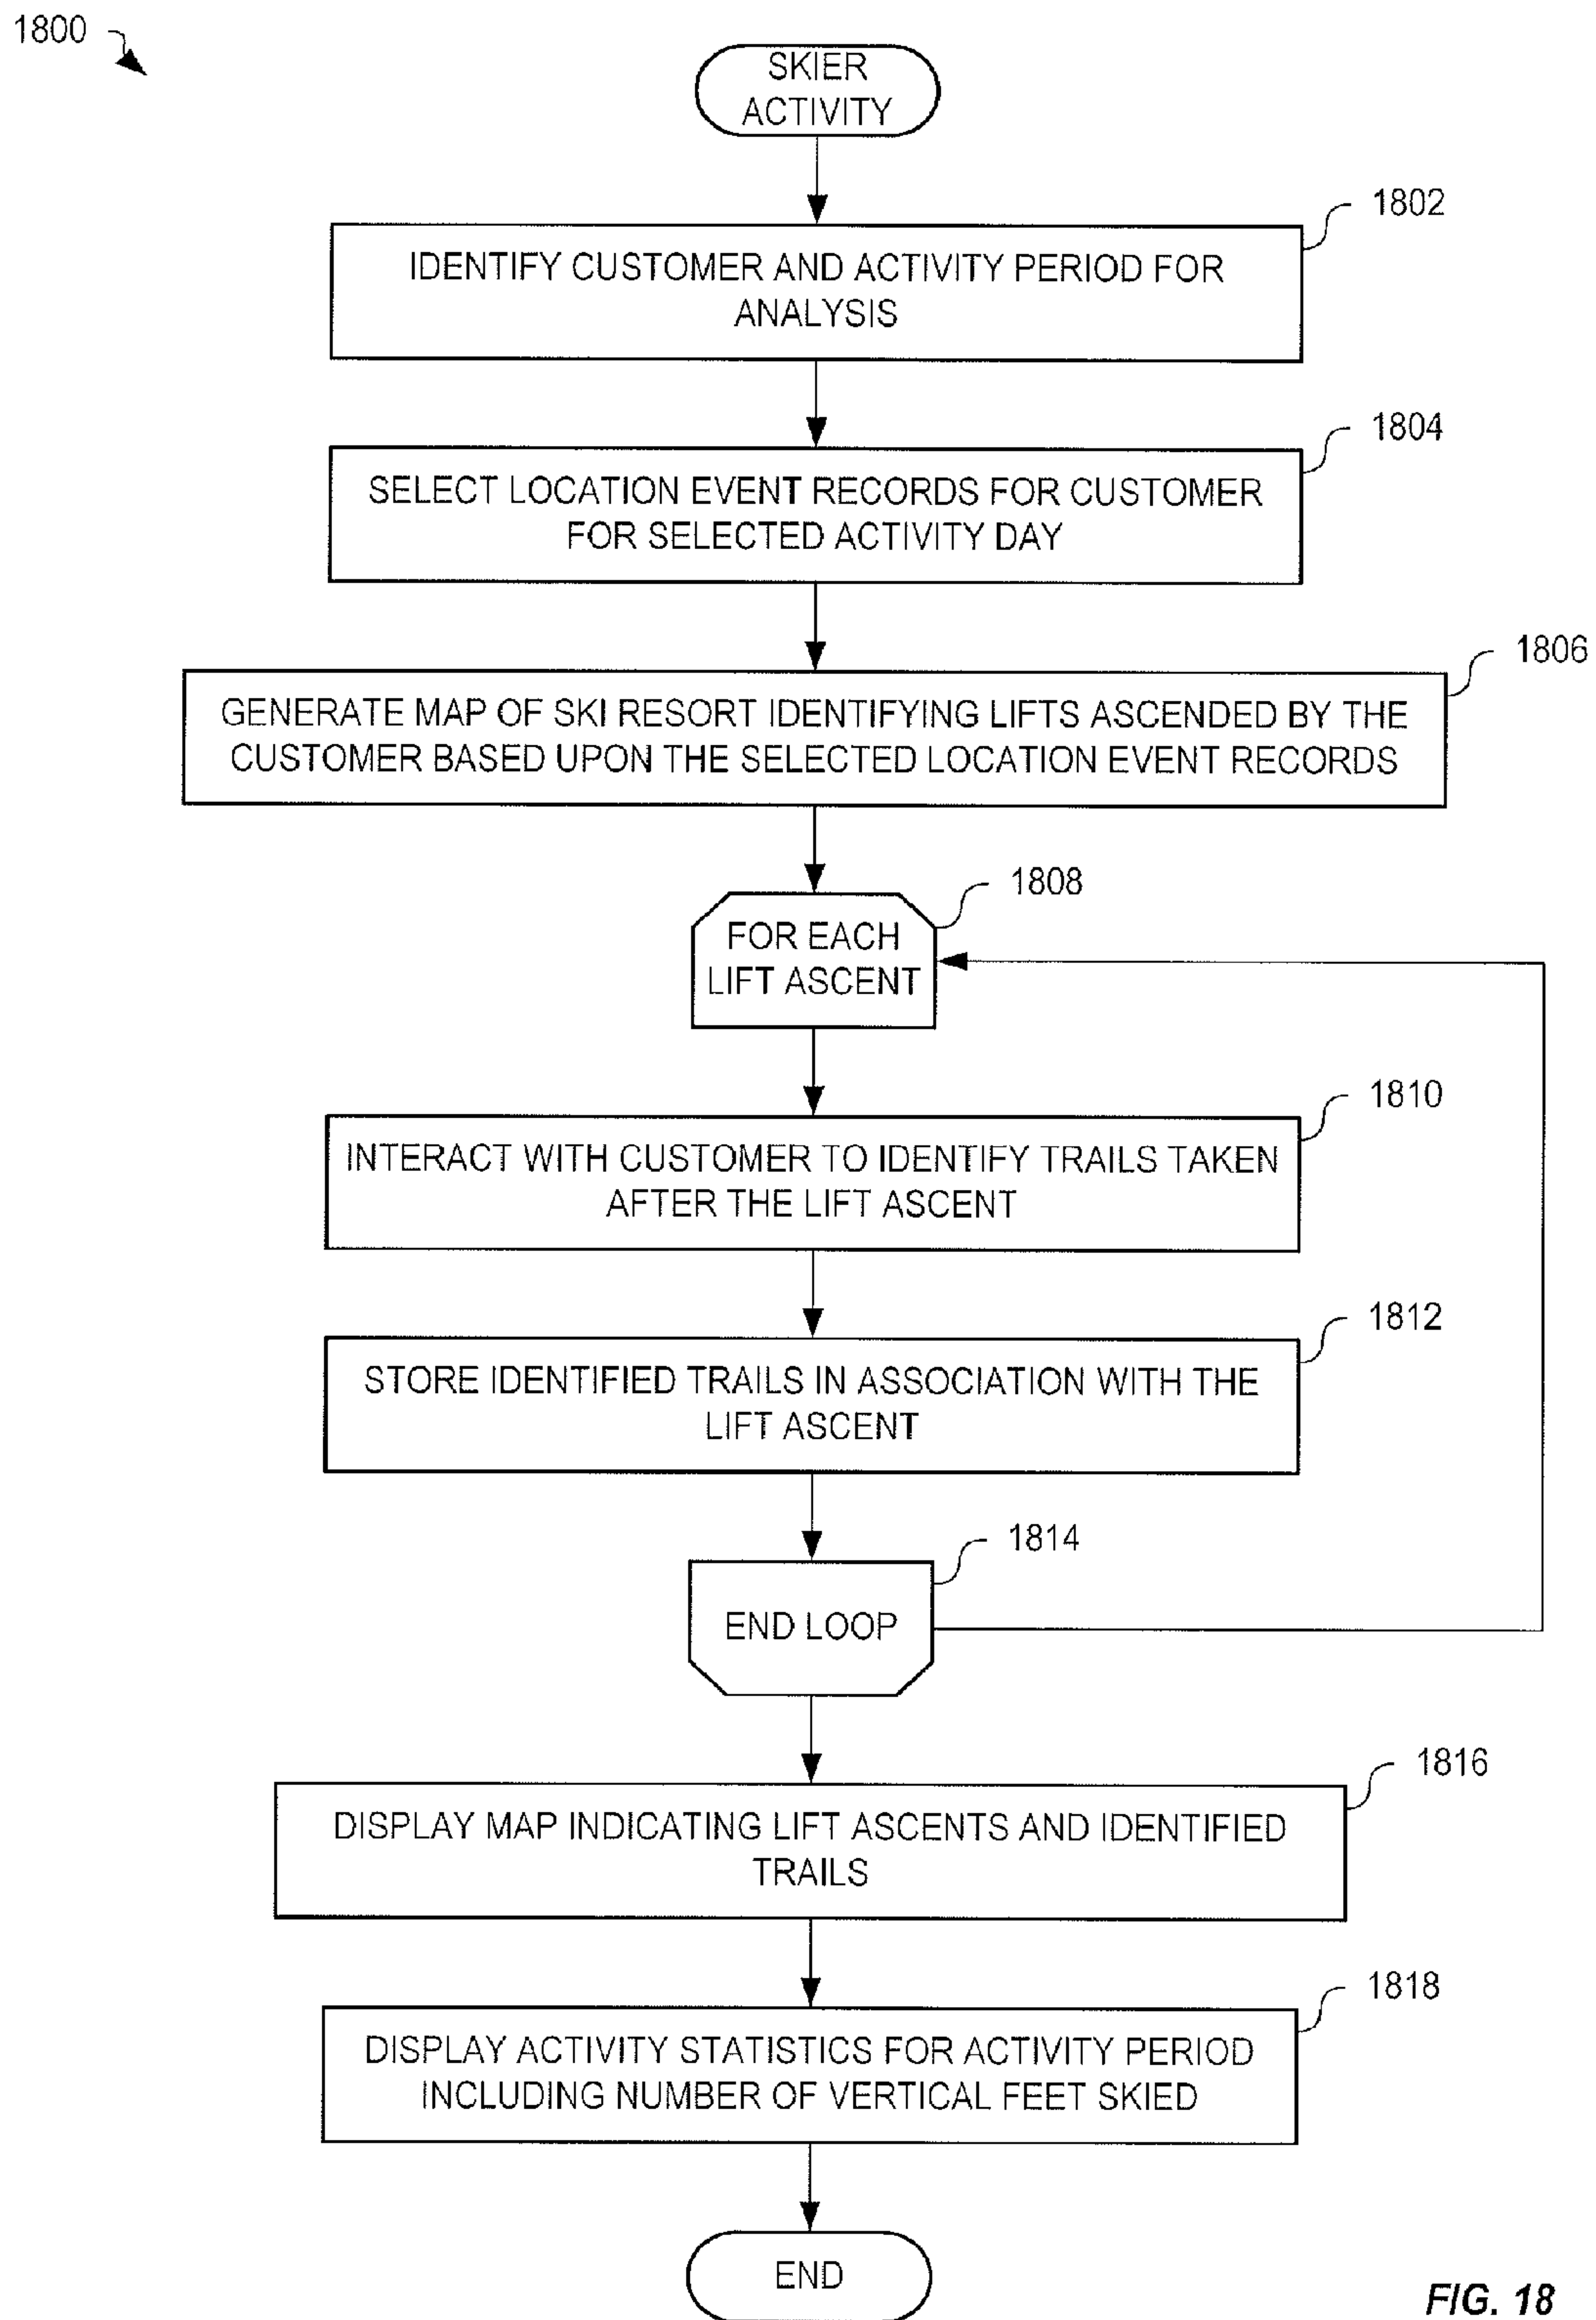 1800
SKIER
ACTIVITY
1802
IDENTIFY CUSTOMER AND ACTIVITY PERIOD FOR
ANALYSIS
1804
SELECT LOCATION EVENT RECORDS FOR CUSTOMER
FOR SELECTED ACTIVITY DAY
1806
GENERATE MAP OF SKI RESORT IDENTIFYING LIFTS ASCENDED BY THE
CUSTOMER BASED UPON THE SELECTED LOCATION EVENT RECORDS
1808
FOR EACH
LIFT ASCENT
1810
INTERACT WITH CUSTOMER TO IDENTIFY TRAILS TAKEN
AFTER THE LIFT ASCENT
1812
STORE IDENTIFIED TRAILS IN ASSOCIATION WITH THE
LIFT ASCENT
1814
END LOOP
1816
DISPLAY MAP INDICATING LIFT ASCENTS AND IDENTIFIED
TRAILS
1818
DISPLAY ACTIVITY STATISTICS FOR ACTIVITY PERIOD
INCLUDING NUMBER OF VERTICAL FEET SKIED
END
FIG. 18